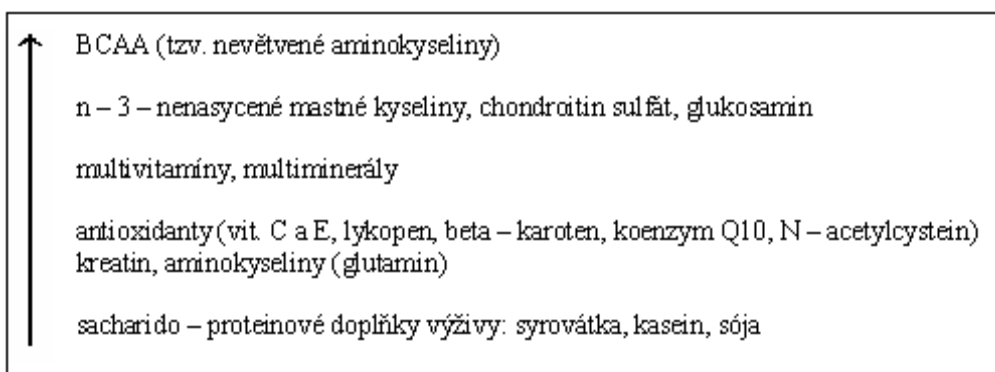 BCAA (tzv. nevětvené aminokyseliny)
n – 3 – nenasycené mastné kyseliny, chondroitin sulfát, glukosamin
multivitamíny, multiminerály
antioxidanty (vit. C a E, lykopen, beta – karoten, koenzym Q10, N – acetylcystein)
kreatin, aminokyseliny (glutamin)
sacharido – proteinové doplňky výživy: syrovátka, kasein, sója